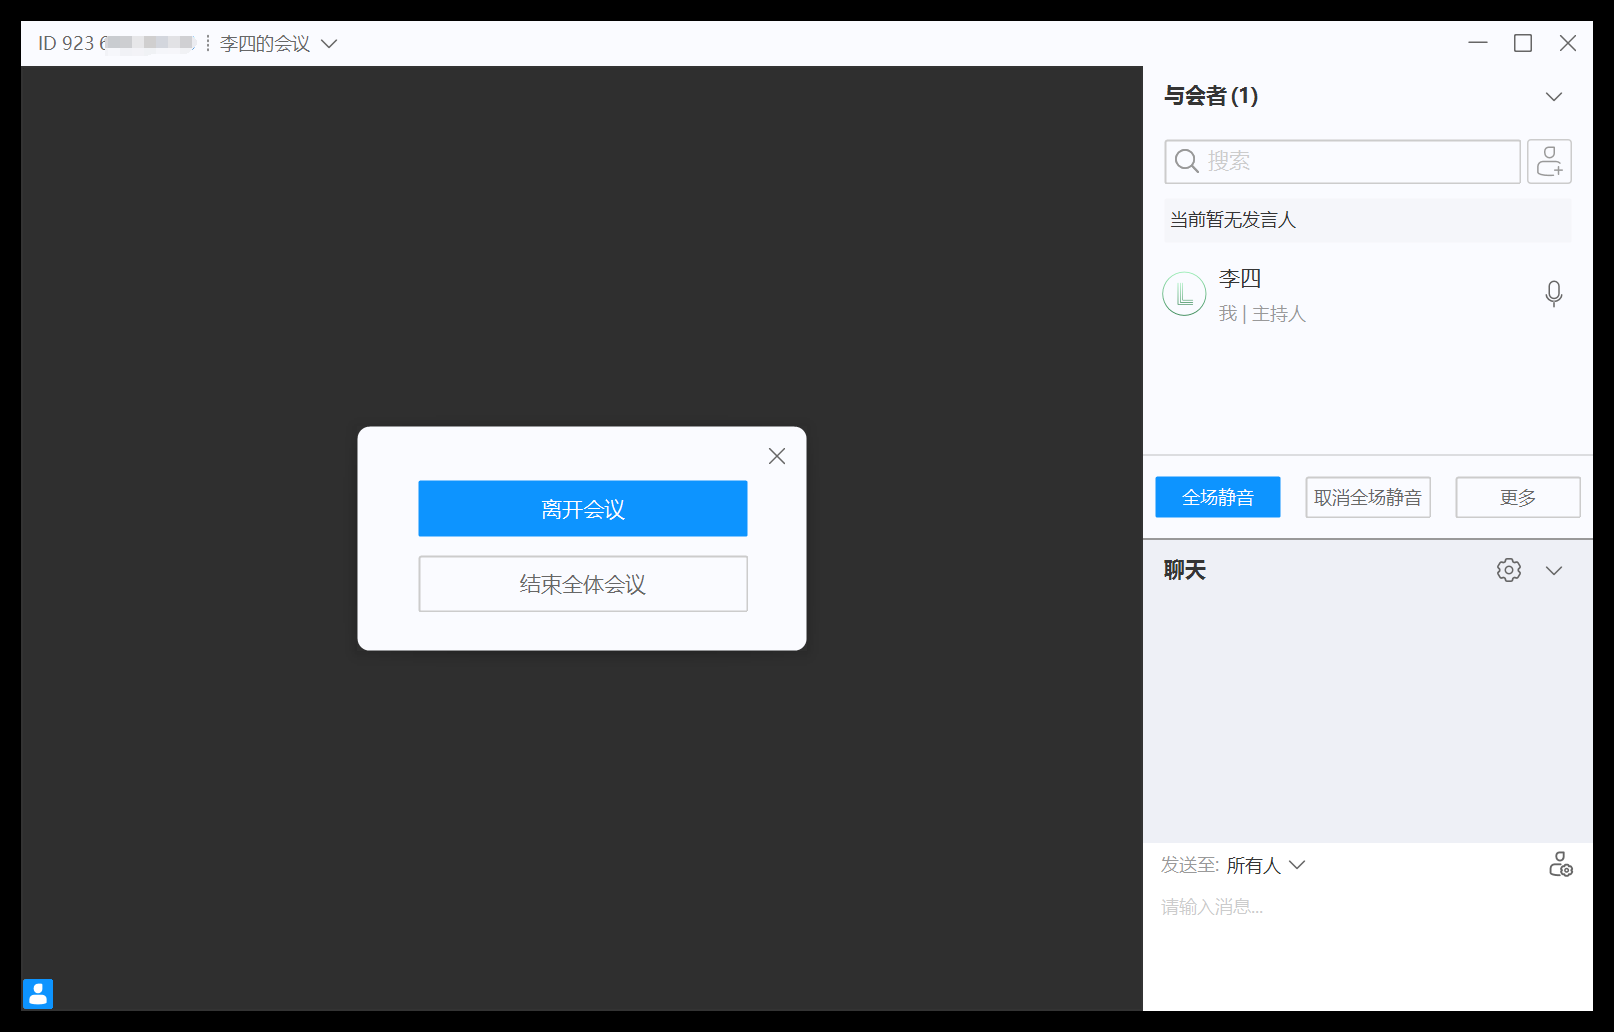 ID 923
李四的会议
与会者 (1)
搜索
当前暂无发言人
李四
我 | 主持人
离开会议
结束全体会议
全场静音
取消全场静音
更多
聊天
发送至: 所有人
请输入消息...